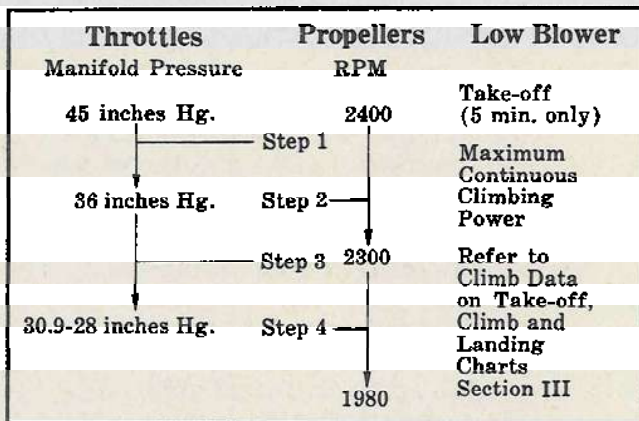 Throttles Propellers Low Blower
Manifold Pressure RPM
45 inches Hg. 2400 Take-off
(5 min. only)
Step 1
Maximum
Continuous
36 inches Hg. Step 2 Climbing
Power
Step 3 2300 Refer to
Climb Data
on Take-off,
30.9-28 inches Hg. Step 4 Climb and
Landing
Charts
1980 Section III